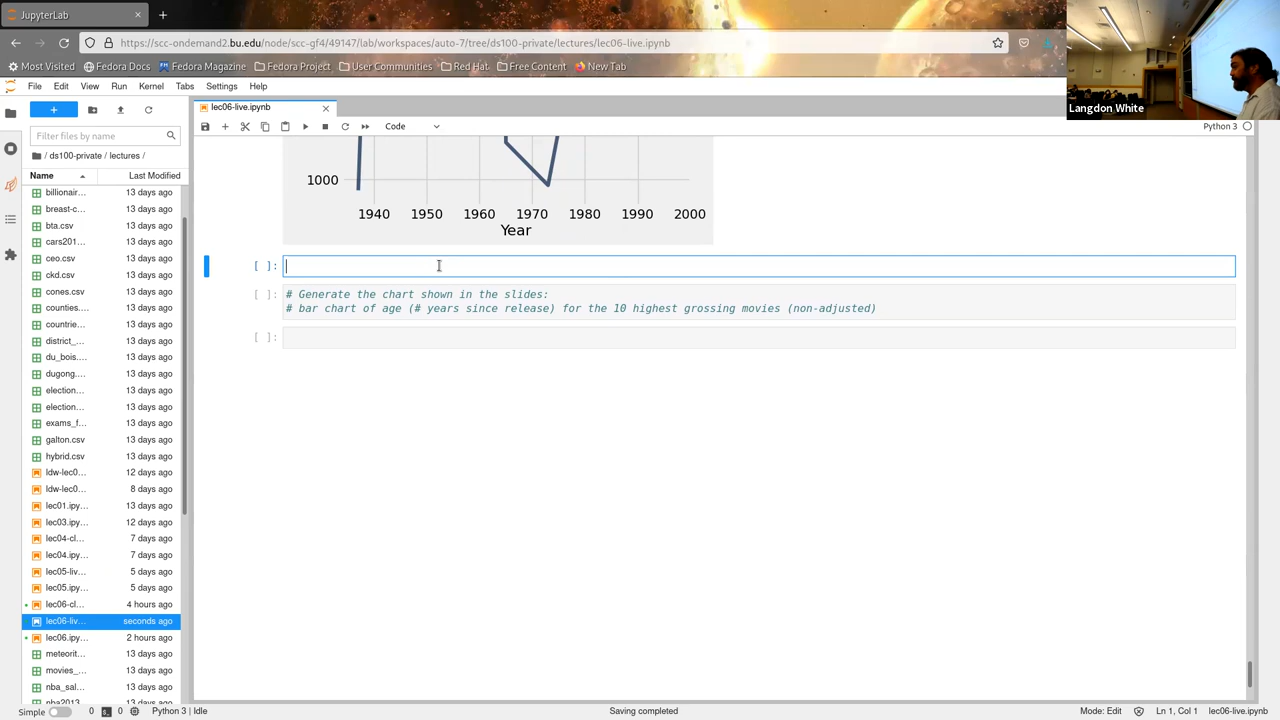 JupyterLab
https://scc-ondemand2.bu.edu/node/scc-gf4/49147/lab/workspaces/auto-7/tree/ds100-private/lectures/lec06-live.ipynb
Most Visited
Fedora Docs
Fedora Magazine
Fedora Project
User Communities
Red Hat
Free Content
New Tab
Langdon White
File Edit View Run Kernel Tabs Settings Help
lec06-live.ipynb
Filter files by name
Code
Python 3
/ ds100-private / lectures /
Name
Last Modified
billionair... 13 days ago
breast-c... 13 days ago
bta.csv 13 days ago
cars201... 13 days ago
ceo.csv 13 days ago
ckd.csv 13 days ago
cones.csv 13 days ago
counties.... 13 days ago
countrie... 13 days ago
district_... 13 days ago
du_bois.... 13 days ago
dugong.... 13 days ago
election... 13 days ago
election... 13 days ago
exams_f... 13 days ago
galton.csv 13 days ago
hybrid.csv 13 days ago
ldw-lec0... 12 days ago
ldw-lec0... 8 days ago
lec01.ipy... 13 days ago
lec03.ipy... 12 days ago
lec04-cl... 7 days ago
lec04.ipy... 7 days ago
lec05-liv... 5 days ago
lec05.ipy... 5 days ago
lec06-cl... 4 hours ago
lec06-liv... seconds ago
lec06.ipy... 2 hours ago
meteorit... 13 days ago
movies_... 13 days ago
nba_sal... 13 days ago
nba2013... 13 days ago
1000
1940 1950 1960 1970 1980 1990 2000
Year
[ ]:
[ ]: # Generate the chart shown in the slides:
# bar chart of age (# years since release) for the 10 highest grossing movies (non-adjusted)
[ ]:
Simple
0
0
Python 3 | Idle
Saving completed
Mode: Edit
Ln 1, Col 1
lec06-live.ipynb